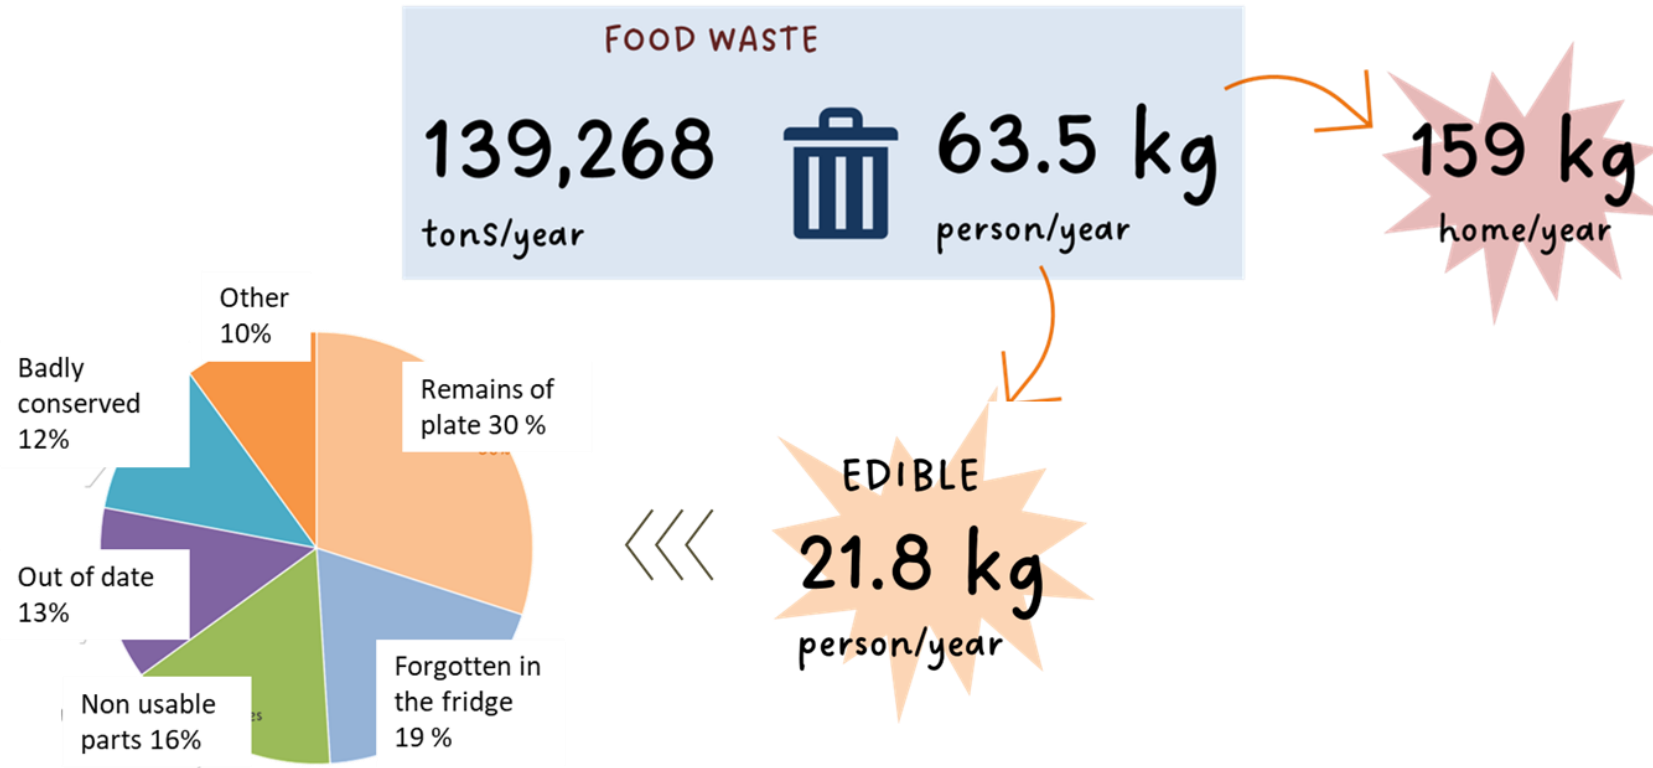 FOOD WASTE
139,268
tons/year
63.5 kg
person/year
159 kg
home/year
Other
10%
Badly
conserved
12%
Remains of
plate 30 %
Out of date
13%
Non usable
parts 16%
Forgotten in
the fridge
19 %
EDIBLE
21.8 kg
person/year